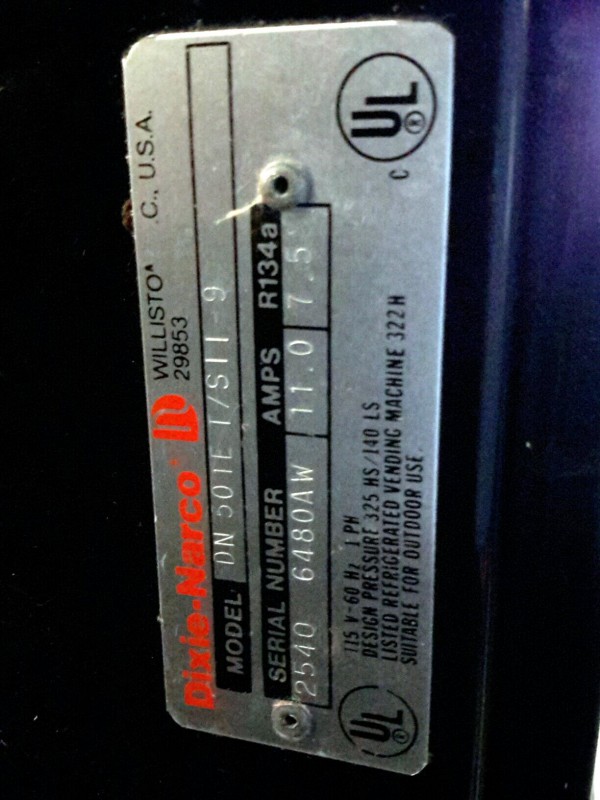 Dixie-Narco® WILLISTO C., U.S.A.
29853
MODEL DN 501E T/S11-9
SERIAL NUMBER AMPS R134a
2540 6480AW 11.0 7.5
115 V-60 Hz 1 PH
DESIGN PRESSURE 325 HS/140 LS
LISTED REFRIGERATED VENDING MACHINE 322H
SUITABLE FOR OUTDOOR USE.
UL®
C UL®